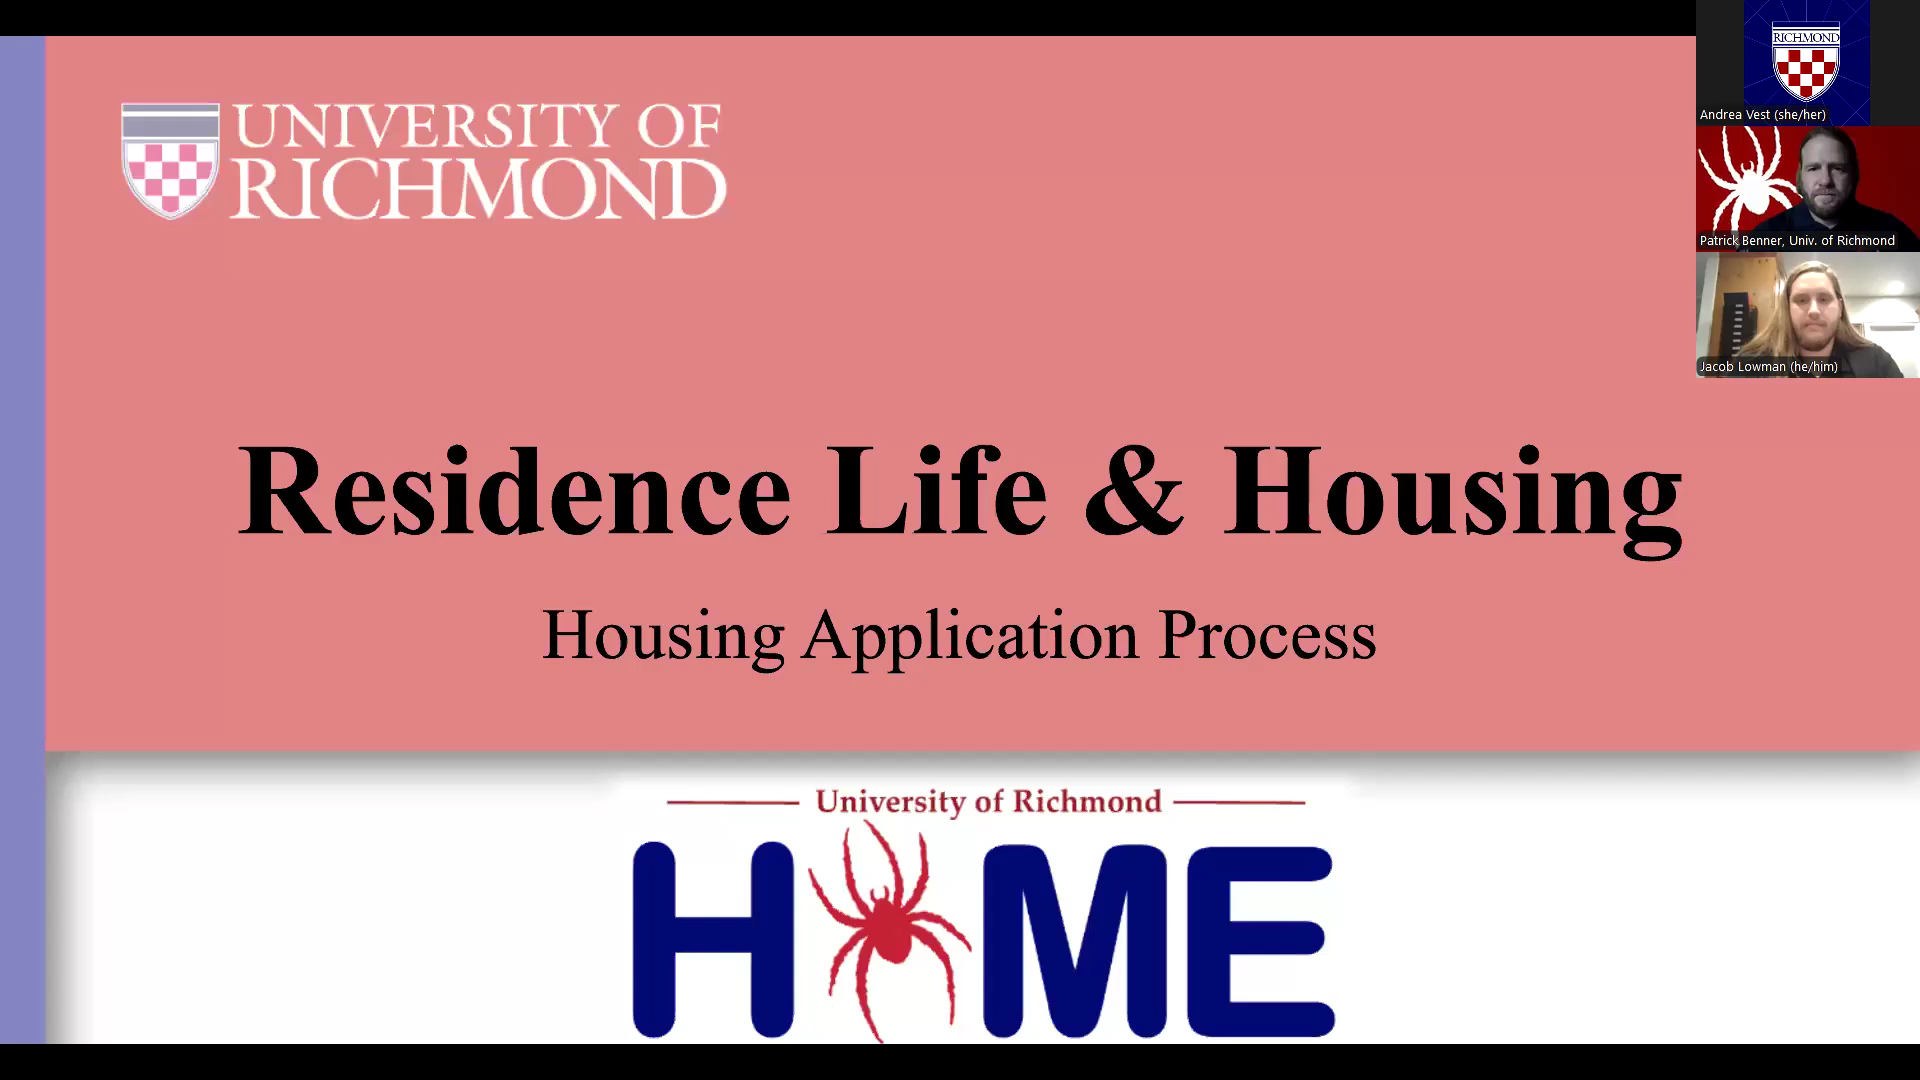 RICHMOND
Andrea Vest (she/her)
UNIVERSITY OF
RICHMOND
Patrick Benner, Univ. of Richmond
Jacob Lowman (he/him)
Residence Life & Housing
Housing Application Process
University of Richmond
HOME